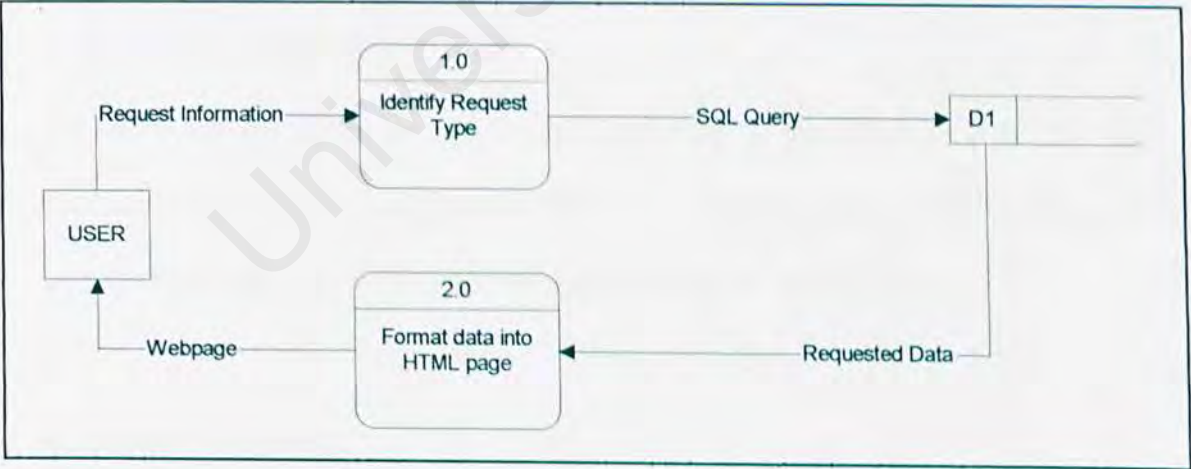 1.0
Identify Request
Type
Request Information
SQL Query
D1
USER
2.0
Format data into
HTML page
Webpage
Requested Data